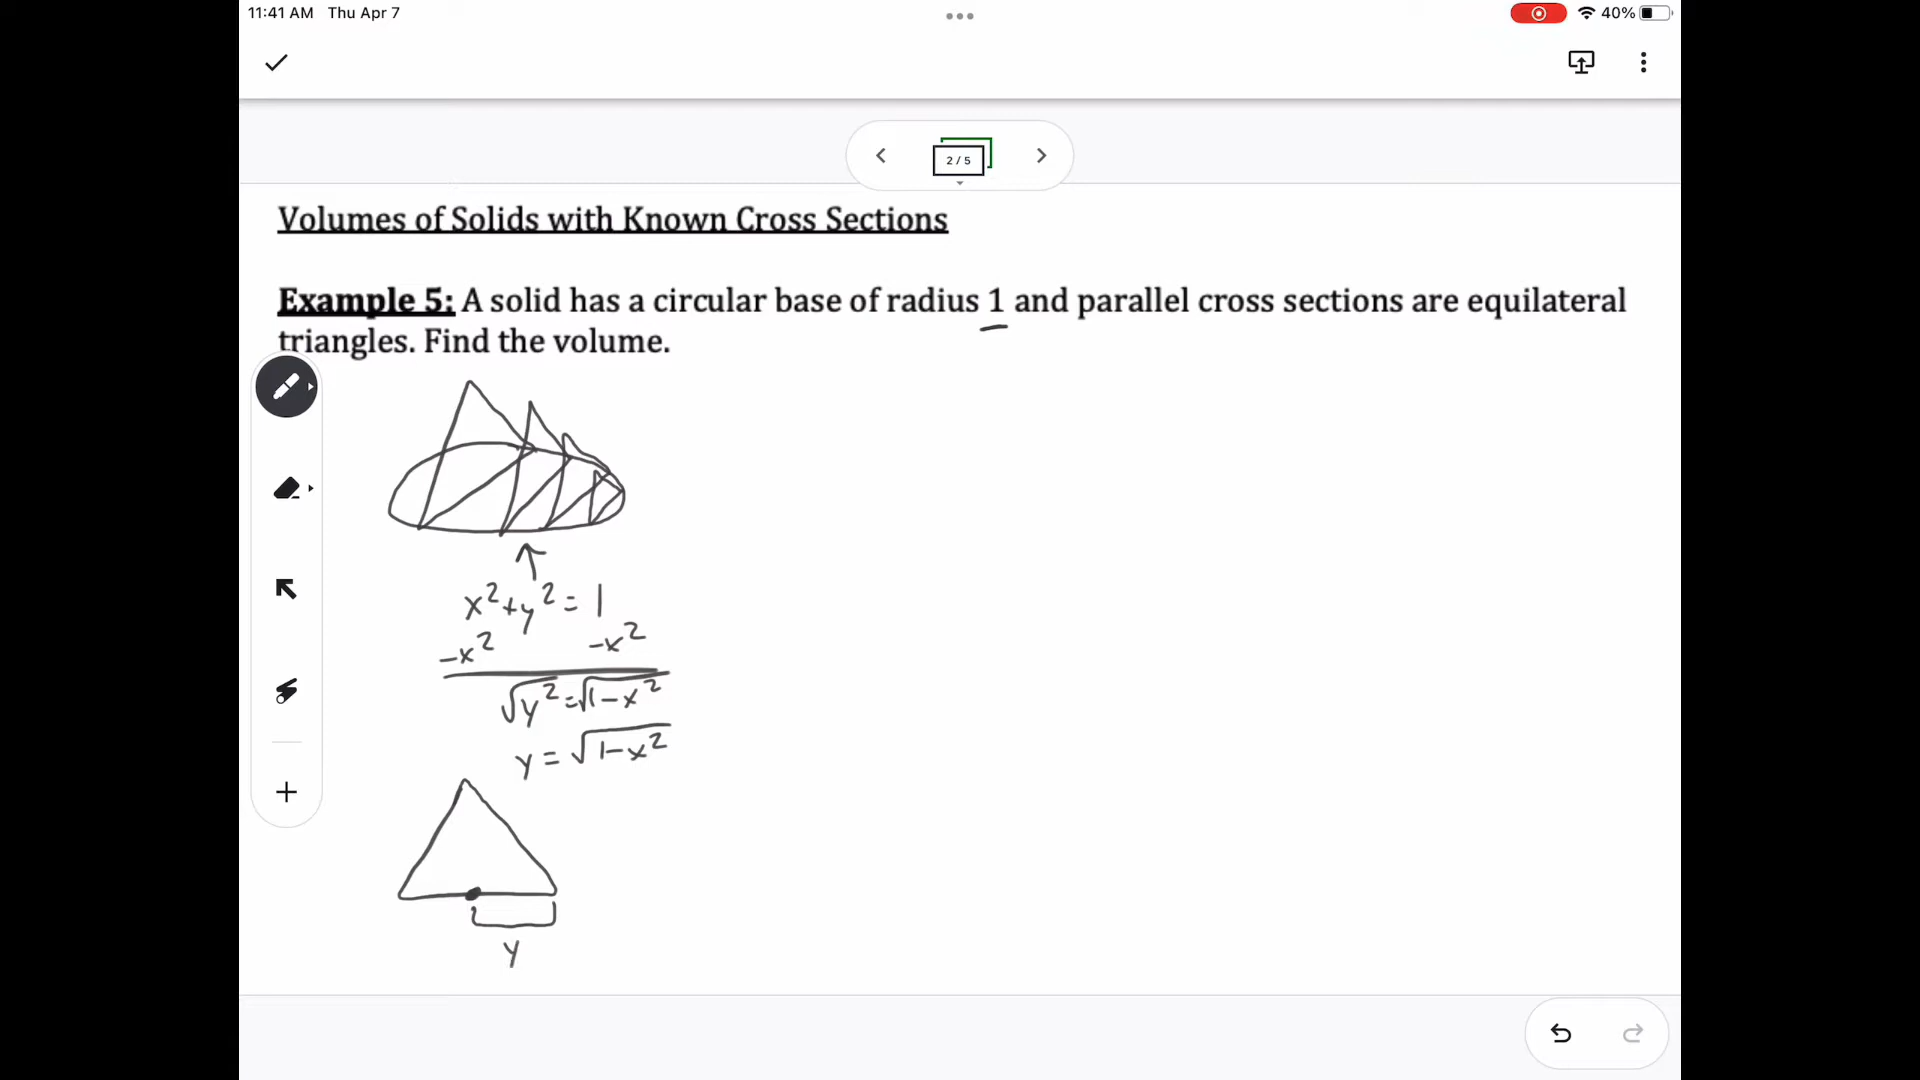 11:41 AM Thu Apr 7
40%
2 / 5
Volumes of Solids with Known Cross Sections
Example 5: A solid has a circular base of radius 1 and parallel cross sections are equilateral
triangles. Find the volume.
x²+y²=1
-x² -x²
√y²=√1-x²
y=√1-x²
y